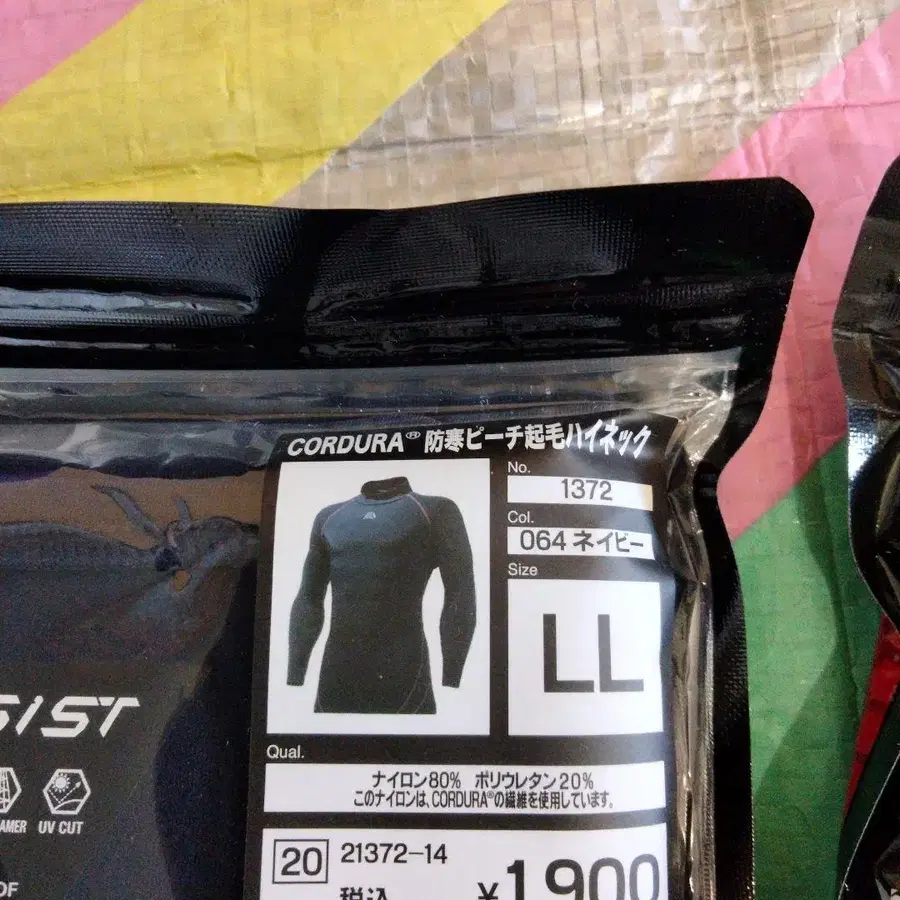 CORDURA® 防寒ピーチ起毛ハイネック
No.
1372
Col.
064 ネイビー
Size
LL
SIST
UV CUT
Qual.
ナイロン80% ポリウレタン20%
このナイロンは、CORDURA®の繊維を使用しています。
20 21372-14
税込 ¥1,900
OF